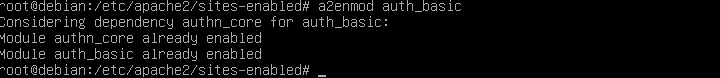 root@debian:/etc/apache2/sites-enabled# a2enmod auth_basic
Considering dependency authn_core for auth_basic:
Module authn_core already enabled
Module auth_basic already enabled
root@debian:/etc/apache2/sites-enabled# _